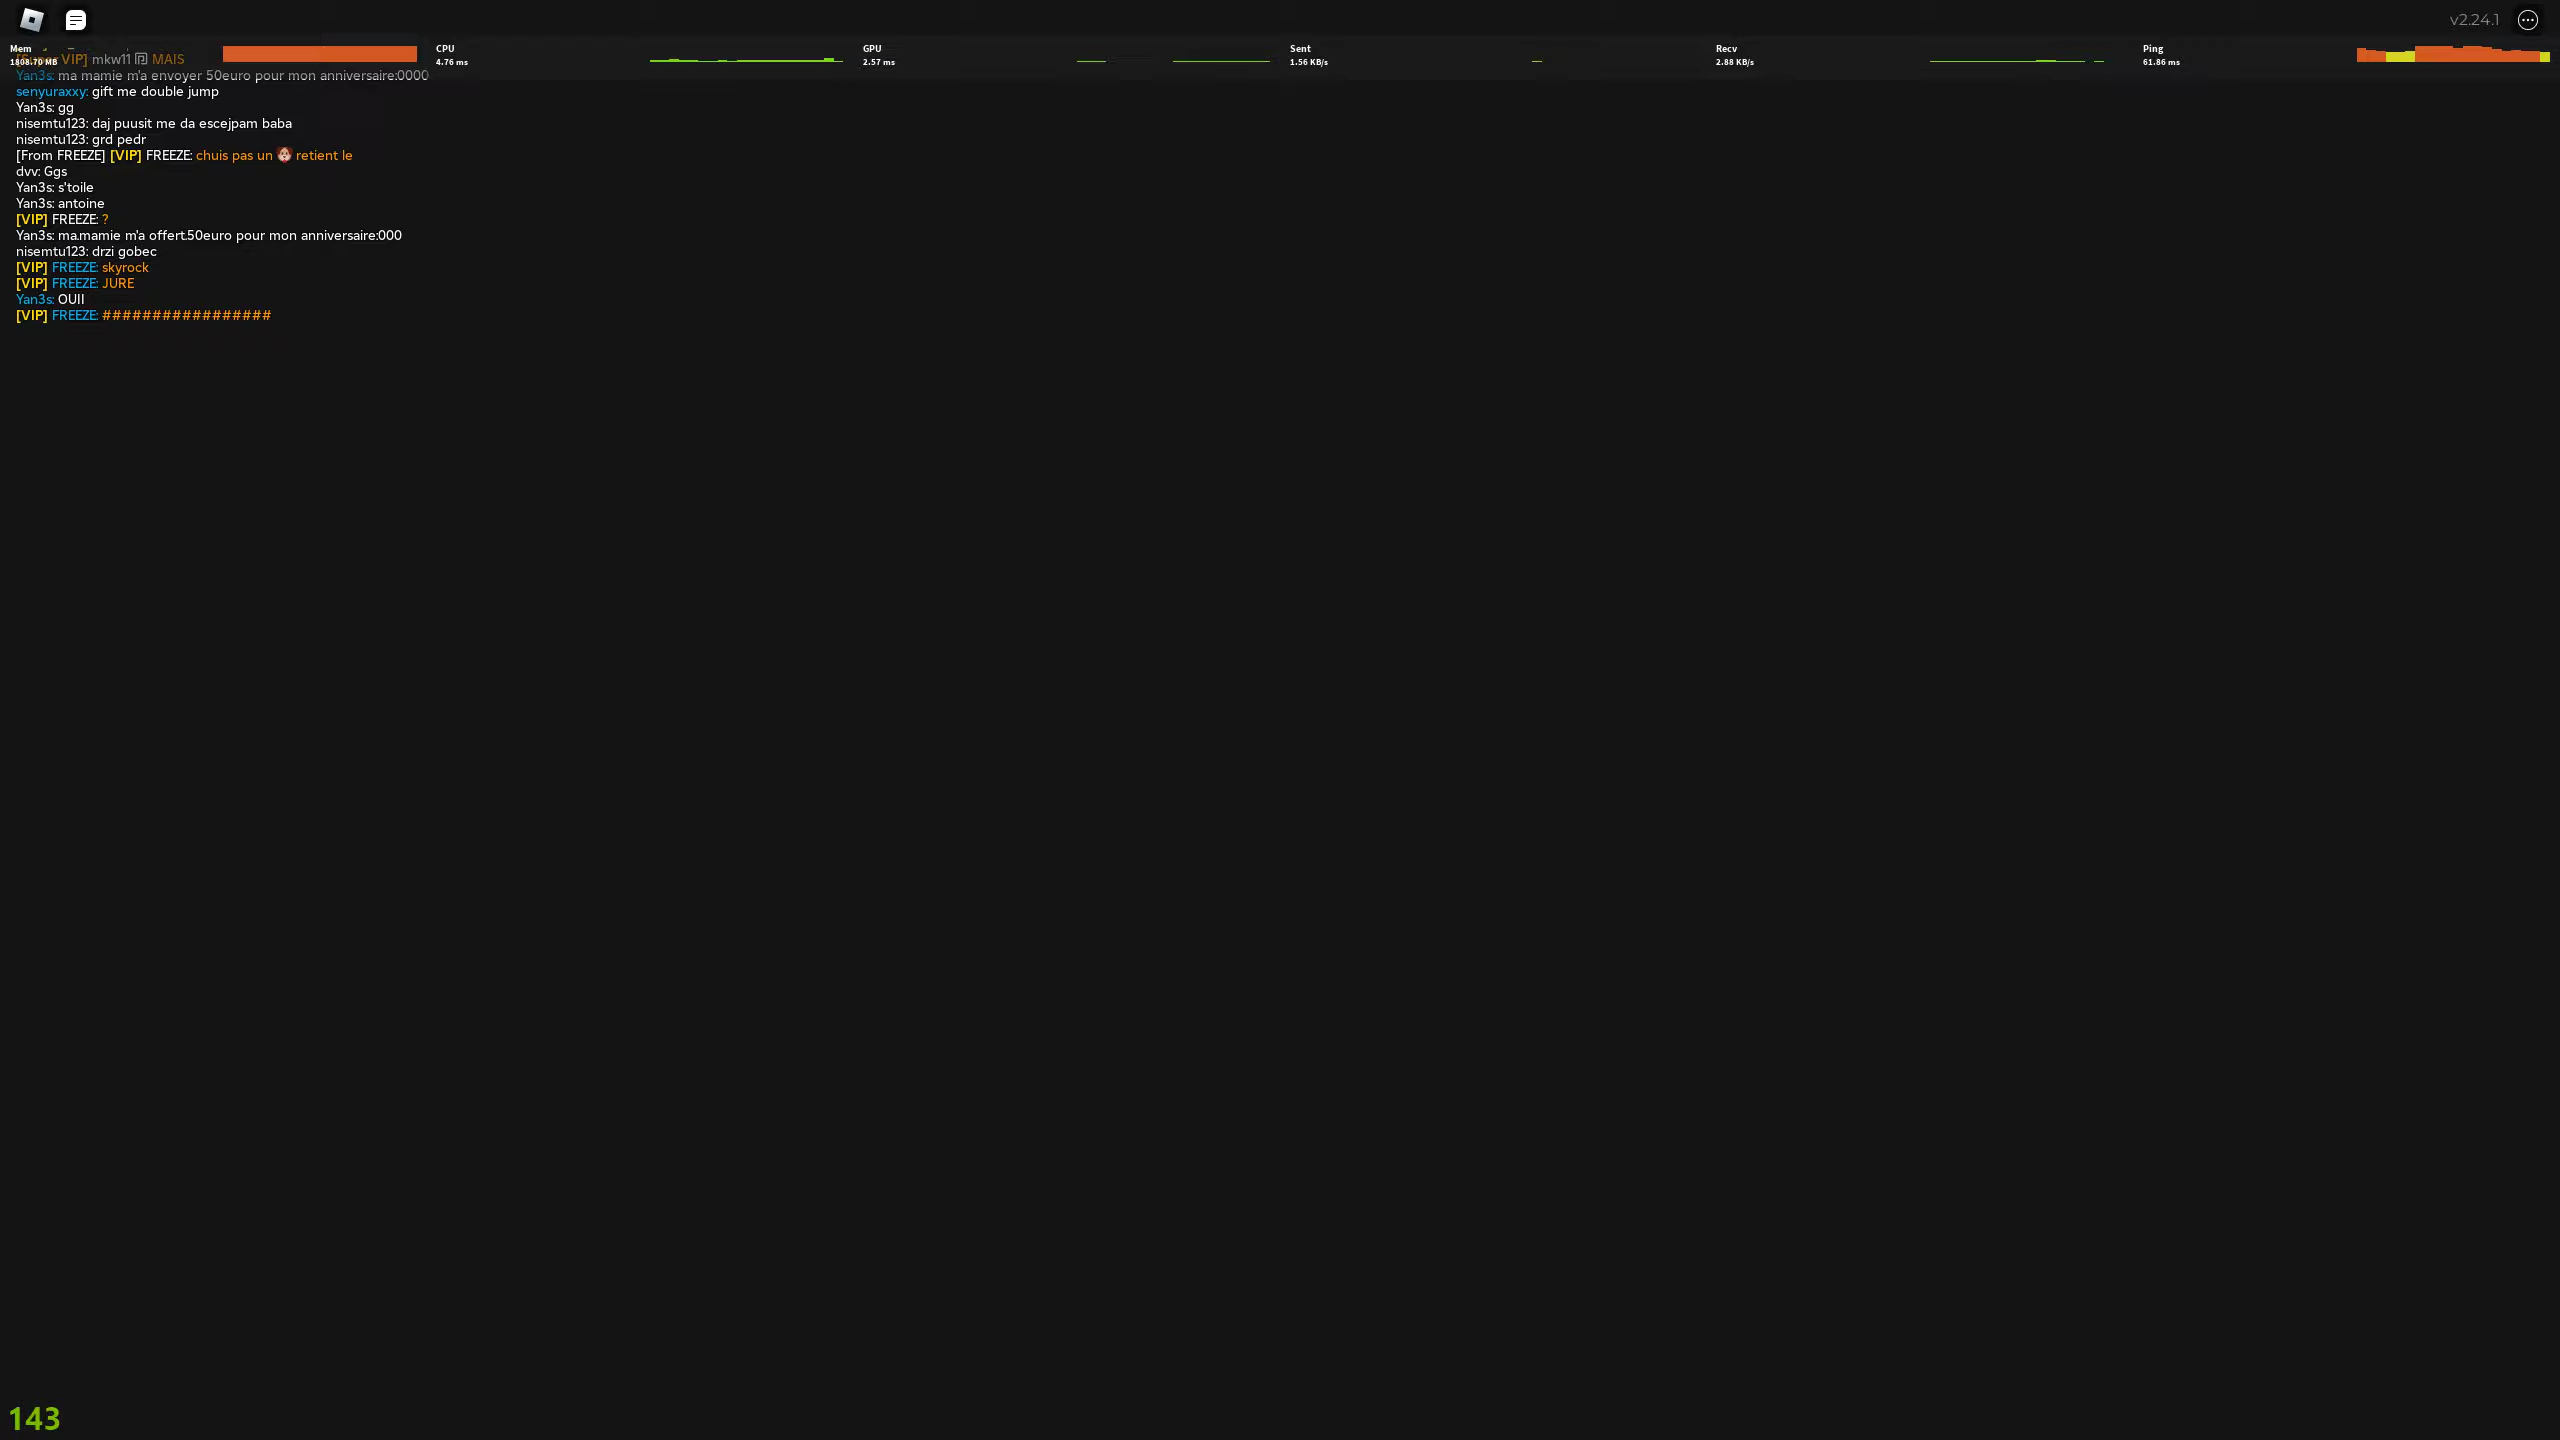 v2.24.1
Mem
CPU
GPU
Sent
Recv
Ping
4.76 ms
2.57 ms
1.56 KB/s
2.88 KB/s
61.86 ms
VIP] mkw11 MAIS
Yan3s: ma mamie m'a envoyer 50euro pour mon anniversaire:0000
senyuraxxy: gift me double jump
Yan3s: gg
nisemtu123: daj puusit me da escejpam baba
nisemtu123: grd pedr
[From FREEZE] [VIP] FREEZE: chuis pas un 🐶 retient le
dvv: Ggs
Yan3s: s'toile
Yan3s: antoine
[VIP] FREEZE: ?
Yan3s: ma.mamie m'a offert.50euro pour mon anniversaire:000
nisemtu123: drzi gobec
[VIP] FREEZE: skyrock
[VIP] FREEZE: JURE
Yan3s: OUII
[VIP] FREEZE: #################
143